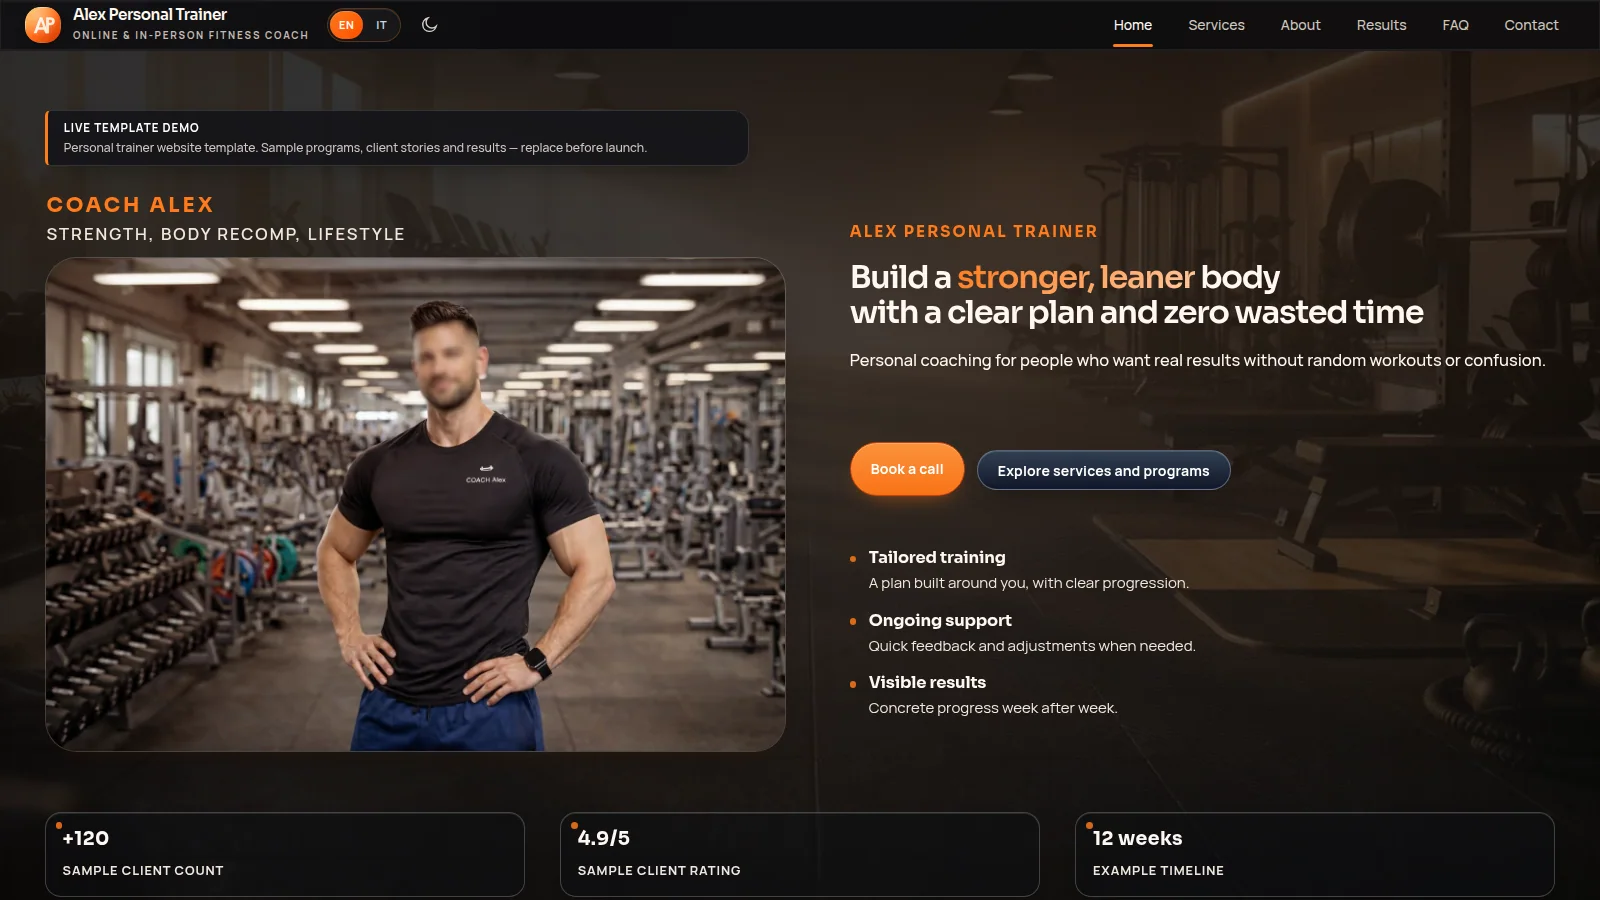 AP
Alex Personal Trainer
ONLINE & IN-PERSON FITNESS COACH
EN
IT
Home
Services
About
Results
FAQ
Contact
LIVE TEMPLATE DEMO
Personal trainer website template. Sample programs, client stories and results — replace before launch.
COACH ALEX
STRENGTH, BODY RECOMP, LIFESTYLE
COACH Alex
ALEX PERSONAL TRAINER
Build a stronger, leaner body
with a clear plan and zero wasted time
Personal coaching for people who want real results without random workouts or confusion.
Book a call
Explore services and programs
Tailored training
A plan built around you, with clear progression.
Ongoing support
Quick feedback and adjustments when needed.
Visible results
Concrete progress week after week.
+120
SAMPLE CLIENT COUNT
4.9/5
SAMPLE CLIENT RATING
12 weeks
EXAMPLE TIMELINE